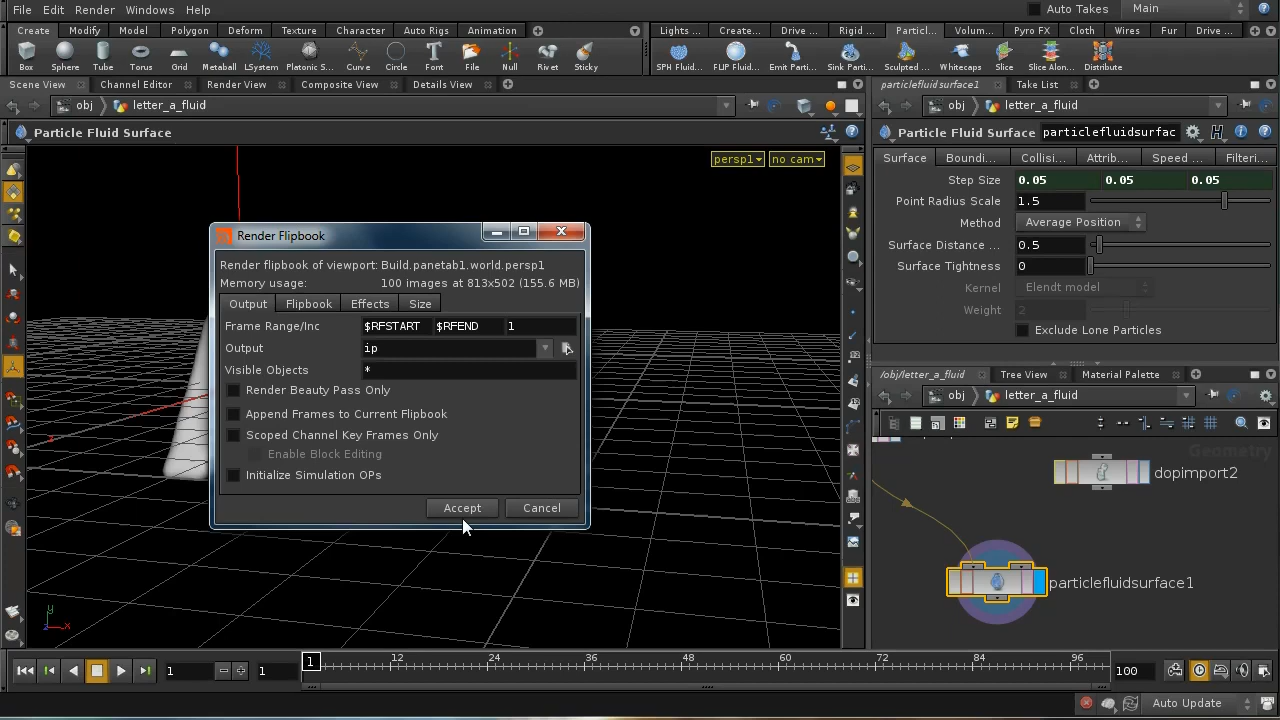 File Edit Render Windows Help
Auto Takes Main
Create Modify Model Polygon Deform Texture Character Auto Rigs Animation
Lights ... Create... Drive ... Rigid ... Particl... Volum... Pyro FX Cloth Wires Fur Drive ...
Box Sphere Tube Torus Grid Metaball LSystem Platonic S... Curve Circle Font File Null Rivet Sticky
SPH Fluid... FLIP Fluid... Emit Parti... Sink Parti... Sculpted ... Whitecaps Slice Slice Alon... Distribute
Scene View Channel Editor Render View Composite View Details View
particlefluidsurface1 Take List
obj letter_a_fluid
obj letter_a_fluid
Particle Fluid Surface
Particle Fluid Surface particlefluidsurfac
persp1 no cam
Surface Boundi... Collisi... Attrib... Speed ... Filteri...
Step Size 0.05 0.05 0.05
Point Radius Scale 1.5
Method Average Position
Surface Distance ... 0.5
Surface Tightness 0
Kernel Elendt model
Weight 2
Exclude Lone Particles
Render Flipbook
Render flipbook of viewport: Build.panetab1.world.persp1
Memory usage: 100 images at 813x502 (155.6 MB)
Output Flipbook Effects Size
Frame Range/Inc $RFSTART $RFEND 1
Output ip
Visible Objects *
Render Beauty Pass Only
Append Frames to Current Flipbook
Scoped Channel Key Frames Only
Enable Block Editing
Initialize Simulation OPs
Accept Cancel
/obj/letter_a_fluid Tree View Material Palette
obj letter_a_fluid
Geometry
dopimport2
particlefluidsurface1
y
z x
1 1 1 12 24 36 48 60 72 84 96 100
Auto Update